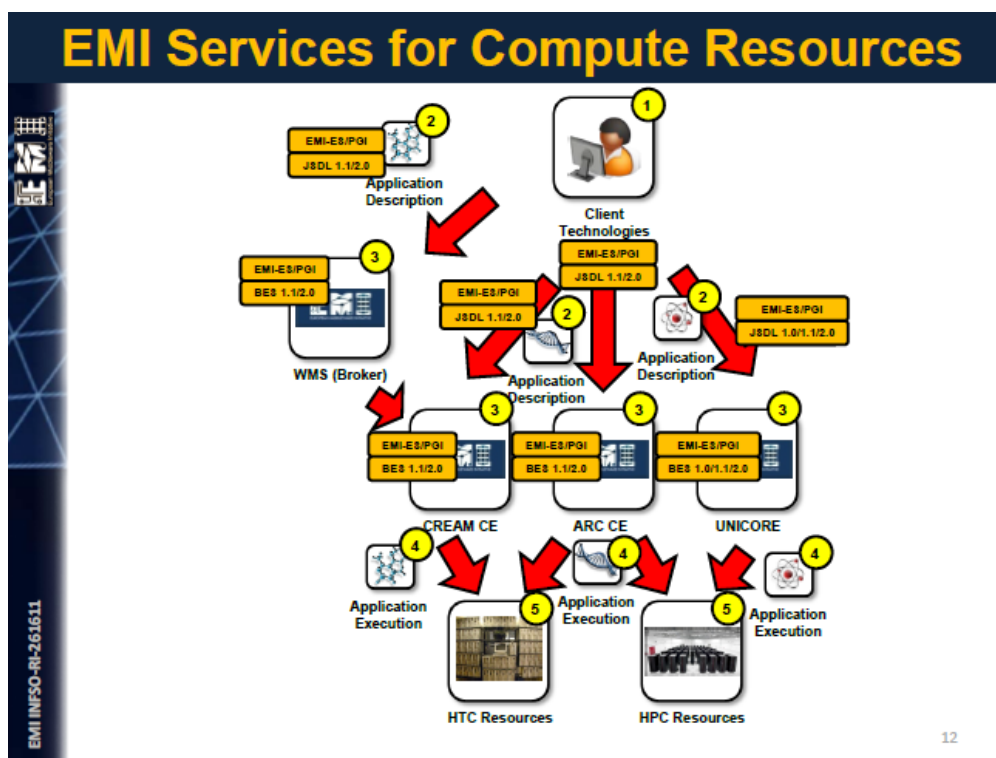 EMI Services for Compute Resources
1
2
EMI-ES/PGI
JSDL 1.1/2.0
Application
Description
Client
Technologies
EMI-ES/PGI
JSDL 1.1/2.0
3
EMI-ES/PGI
BES 1.1/2.0
EMI
WMS (Broker)
EMI-ES/PGI
JSDL 1.1/2.0
2
Application
Description
2
EMI-ES/PGI
JSDL 1.0/1.1/2.0
Application
Description
3
EMI-ES/PGI
BES 1.1/2.0
CREAM CE
3
EMI-ES/PGI
BES 1.1/2.0
ARC CE
3
EMI-ES/PGI
BES 1.0/1.1/2.0
UNICORE
4
Application
Execution
4
Application
Execution
4
Application
Execution
5
HTC Resources
5
HPC Resources
EMI
EMI INFSO-RI-261611
12